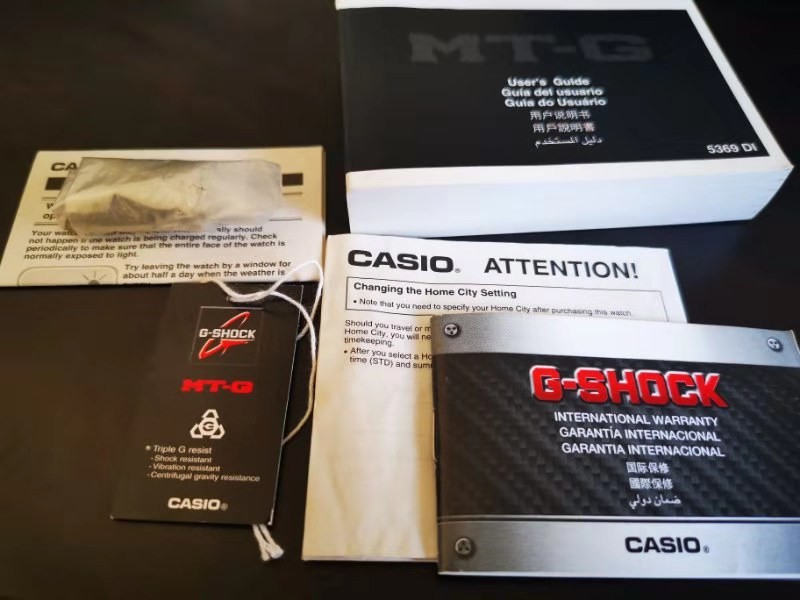 MT-G
User's Guide
Guía del usuario
Guia do Usuário
用户说明书
用戶說明書
دليل المستخدم
5369 DI
CA
Your
ally should
not happen if the watch is being charged regularly. Check
periodically to make sure that the entire face of the watch is
normally exposed to light.
Try leaving the watch by a window for
about half a day when the weather is
G-SHOCK
MT-G
G
* Triple G resist
-Shock resistant
-Vibration resistant
-Centrifugal gravity resistance
CASIO®
CASIO® ATTENTION!
Changing the Home City Setting
• Note that you need to specify your Home City after purchasing this watch.
Should you travel or m
Home City, you will ne
timekeeping.
• After you select a Ho
time (STD) and sum
G-SHOCK
INTERNATIONAL WARRANTY
GARANTÍA INTERNACIONAL
GARANTIA INTERNACIONAL
国际保修
國際保修
ضمان دولي
CASIO®